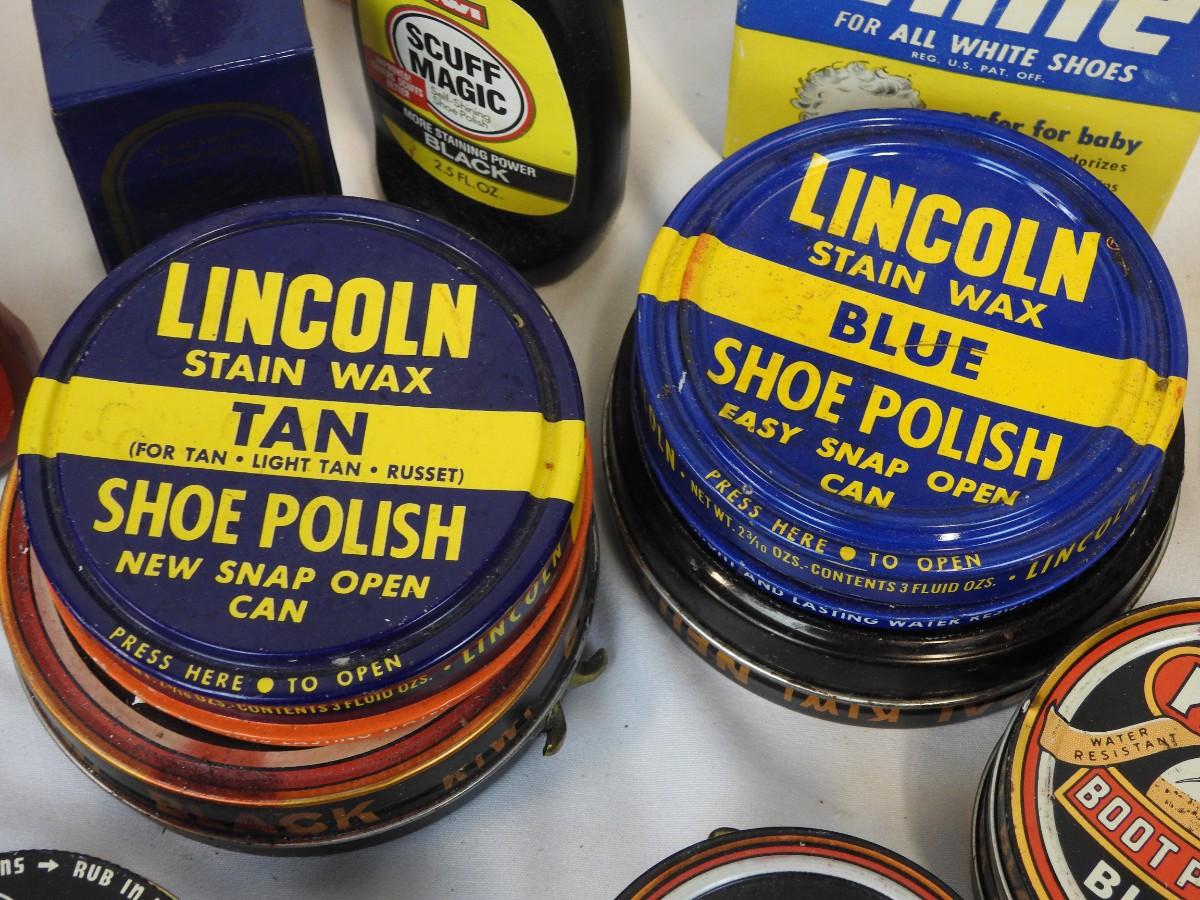 SCUFF
MAGIC
Self-Shining
Shoe Polish
MORE STAINING POWER
BLACK
2.5 FL. OZ.
FOR ALL WHITE SHOES
REG. U.S. PAT. OFF.
for baby
LINCOLN
STAIN WAX
TAN
(FOR TAN • LIGHT TAN • RUSSET)
SHOE POLISH
NEW SNAP OPEN
CAN
PRESS HERE ● TO OPEN
CONTENTS 3 FLUID OZS. • LINCOLN
BLACK KIWI
LINCOLN
STAIN WAX
BLUE
SHOE POLISH
EASY SNAP OPEN
CAN
PRESS HERE ● TO OPEN
• NET WT. 2 3/10 OZS.-CONTENTS 3 FLUID OZS. • LINCOLN
AND LASTING WATER
KIWI
WATER
RESISTANT
BOOT
→ RUB IN